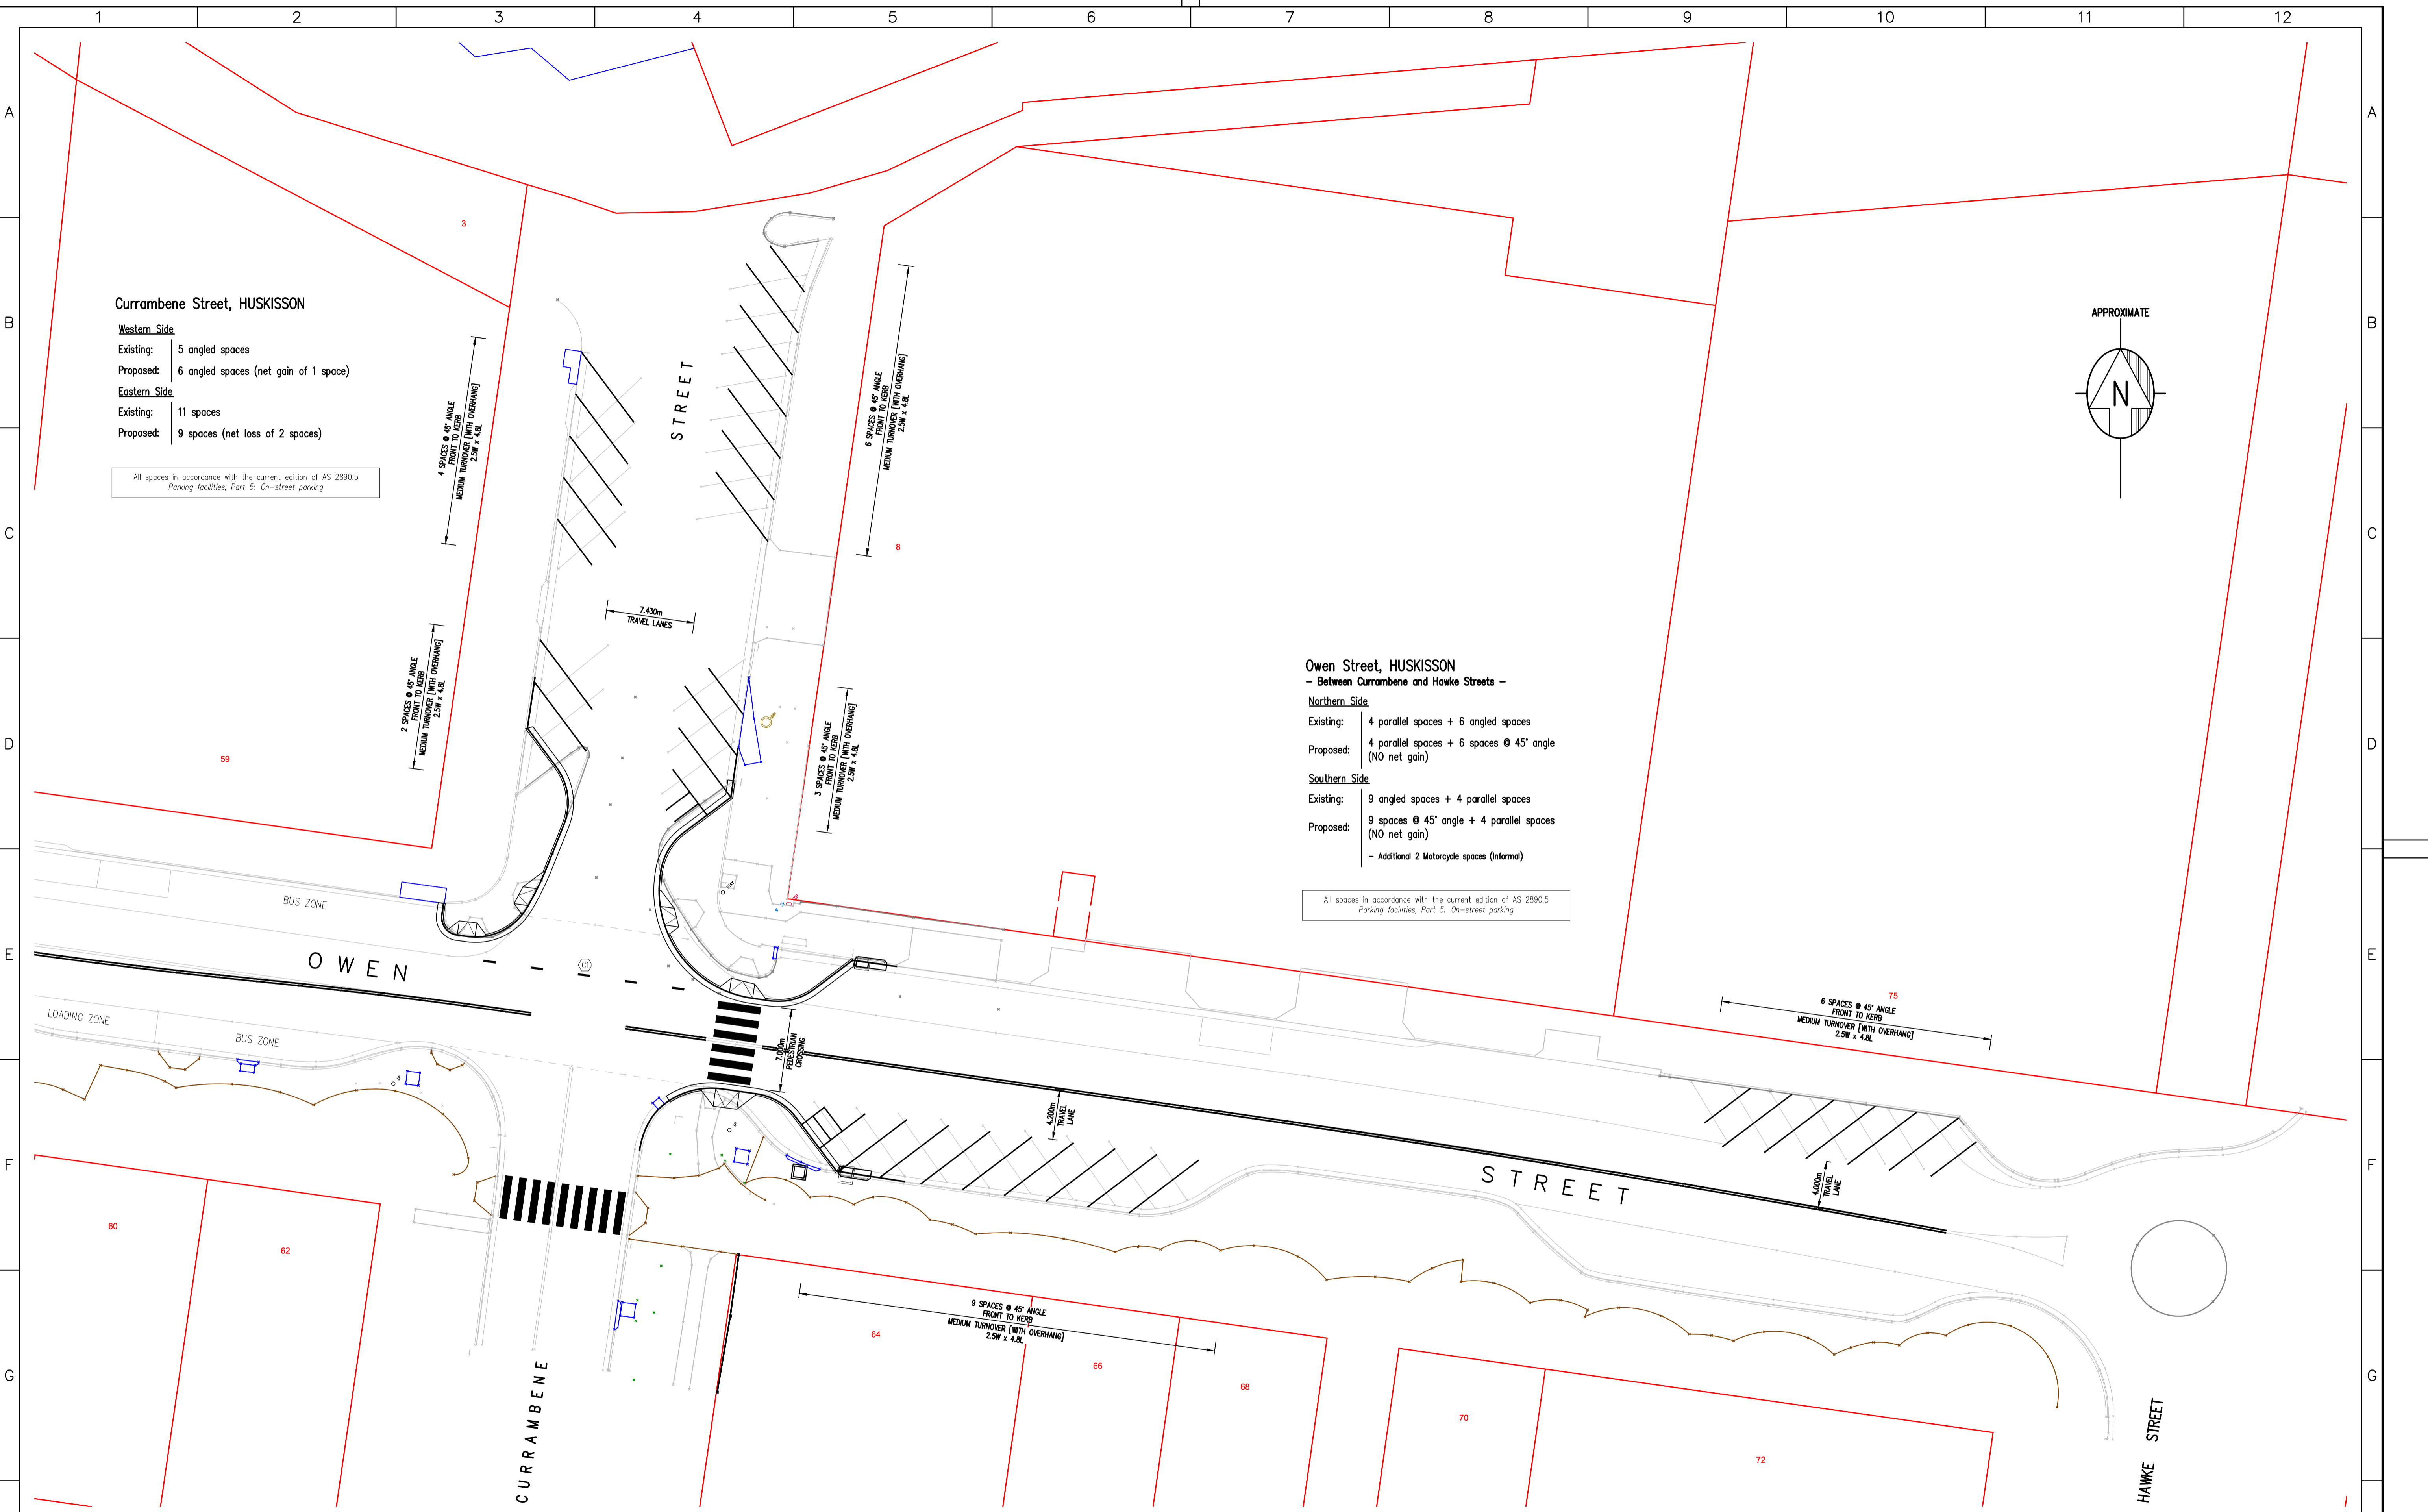 1 2 3 4 5 6 7 8 9 10 11 12
A A
3
B B
Currambene Street, HUSKISSON
Western Side
Existing: 5 angled spaces
Proposed: 6 angled spaces (net gain of 1 space)
Eastern Side
Existing: 11 spaces
Proposed: 9 spaces (net loss of 2 spaces)
All spaces in accordance with the current edition of AS 2890.5
Parking facilities, Part 5: On-street parking
4 SPACES @ 45° ANGLE
FRONT TO KERB
MEDIUM TURNOVER [WITH OVERHANG]
2.5W x 4.8L
STREET
6 SPACES @ 45° ANGLE
FRONT TO KERB
MEDIUM TURNOVER [WITH OVERHANG]
2.5W x 4.8L
APPROXIMATE
N
C C
8
7.430m
TRAVEL LANES
2 SPACES @ 45° ANGLE
FRONT TO KERB
MEDIUM TURNOVER [WITH OVERHANG]
2.5W x 4.8L
3 SPACES @ 45° ANGLE
FRONT TO KERB
MEDIUM TURNOVER [WITH OVERHANG]
2.5W x 4.8L
Owen Street, HUSKISSON
- Between Currambene and Hawke Streets -
Northern Side
Existing: 4 parallel spaces + 6 angled spaces
Proposed: 4 parallel spaces + 6 spaces @ 45° angle
(NO net gain)
Southern Side
Existing: 9 angled spaces + 4 parallel spaces
Proposed: 9 spaces @ 45° angle + 4 parallel spaces
(NO net gain)
- Additional 2 Motorcycle spaces (Informal)
All spaces in accordance with the current edition of AS 2890.5
Parking facilities, Part 5: On-street parking
D D
59
BUS ZONE
E E
OWEN
C1
LOADING ZONE
BUS ZONE
7.000m
PEDESTRIAN
CROSSING
75
6 SPACES @ 45° ANGLE
FRONT TO KERB
MEDIUM TURNOVER [WITH OVERHANG]
2.5W x 4.8L
4.200m
TRAVEL
LANE
F F
STREET
4.000m
TRAVEL
LANE
60
62
9 SPACES @ 45° ANGLE
FRONT TO KERB
MEDIUM TURNOVER [WITH OVERHANG]
2.5W x 4.8L
64
66
68
G G
70
72
CURRAMBENE
HAWKE STREET